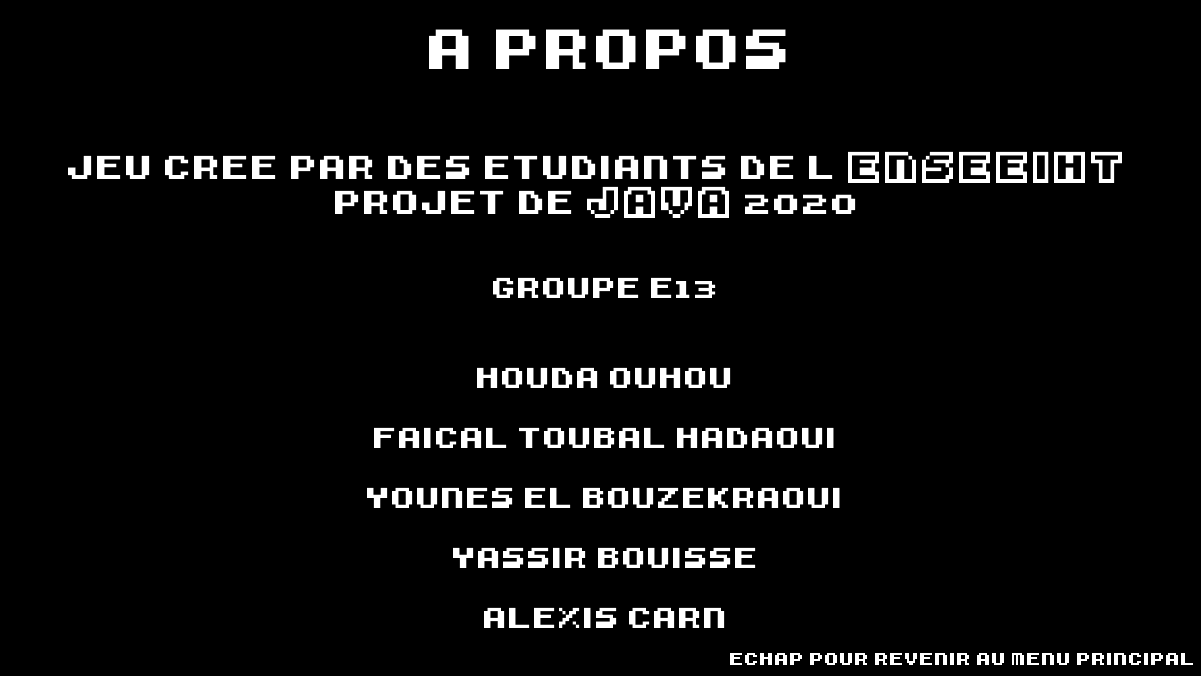 A PROPOS
JEU CREE PAR DES ETUDIANTS DE L ENSEEIHT
PROJET DE JAVA 2020
GROUPE E13
HOUDA OUHOU
FAICAL TOUBAL HADAOUI
YOUNES EL BOUZEKRAOUI
YASSIR BOUISSE
ALEXIS CARN
ECHAP POUR REVENIR AU MENU PRINCIPAL